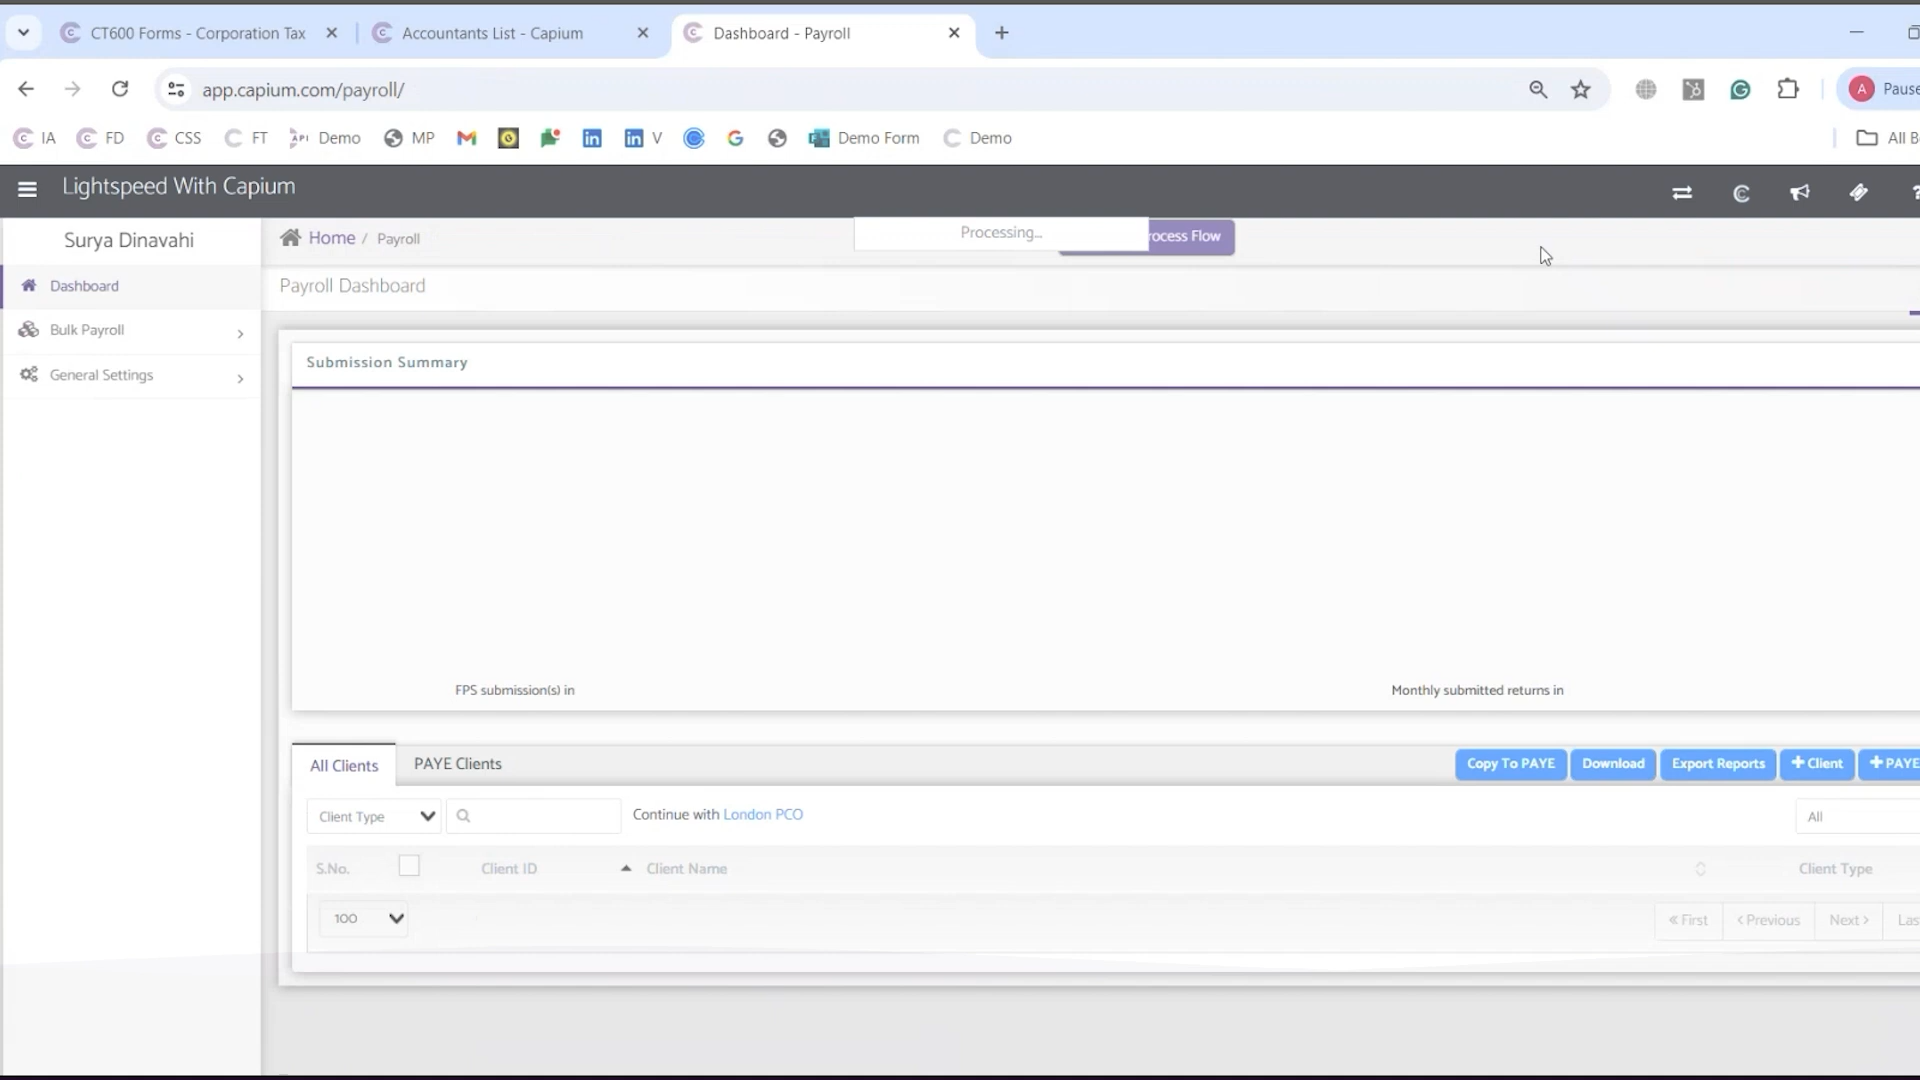 CT600 Forms - Corporation Tax
Accountants List - Capium
Dashboard - Payroll
app.capium.com/payroll/
A
Pause
IA
FD
CSS
FT
API
Demo
MP
V
Demo Form
Demo
All B
Lightspeed With Capium
Surya Dinavahi
Home / Payroll
Processing...
rocess Flow
Dashboard
Payroll Dashboard
Bulk Payroll
General Settings
Submission Summary
FPS submission(s) in
Monthly submitted returns in
All Clients
PAYE Clients
Copy To PAYE
Download
Export Reports
+ Client
+ PAYE
Client Type
Continue with London PCO
All
S.No.
Client ID
Client Name
Client Type
100
« First
< Previous
Next >
Las